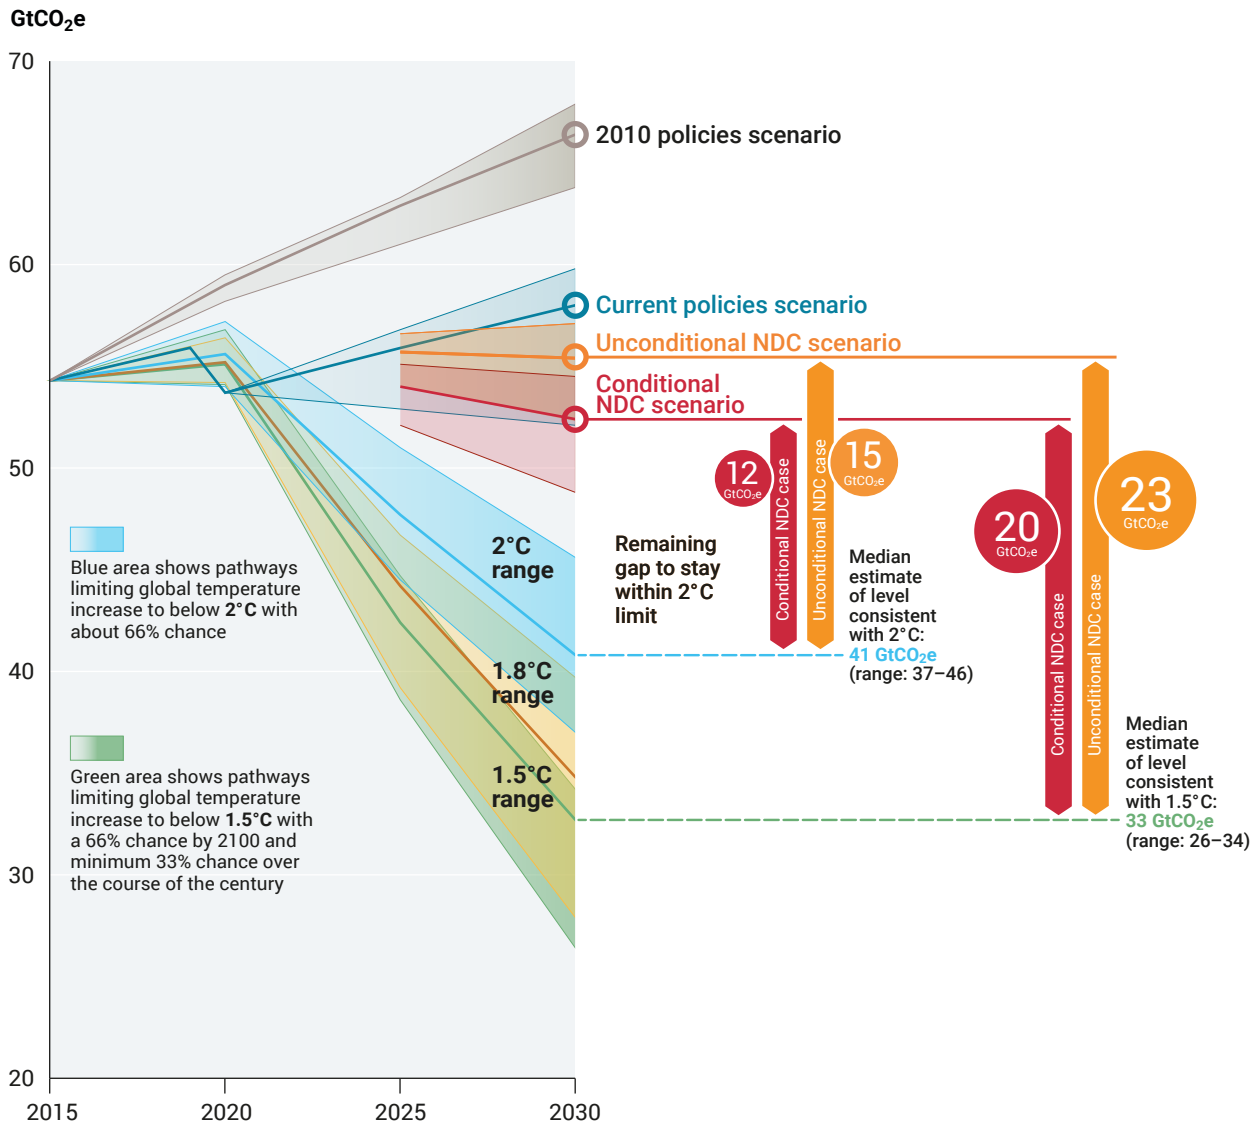 GtCO₂e
70
60
50
40
30
20
2015
2020
2025
2030
2010 policies scenario
Current policies scenario
Unconditional NDC scenario
Conditional
NDC scenario
2°C
range
1.8°C
range
1.5°C
range
Blue area shows pathways
limiting global temperature
increase to below 2°C with
about 66% chance
Green area shows pathways
limiting global temperature
increase to below 1.5°C with
a 66% chance by 2100 and
minimum 33% chance over
the course of the century
Remaining
gap to stay
within 2°C
limit
12
GtCO₂e
Conditional NDC case
Unconditional NDC case
15
GtCO₂e
Median
estimate
of level
consistent
with 2°C:
41 GtCO₂e
(range: 37–46)
20
GtCO₂e
Conditional NDC case
Unconditional NDC case
23
GtCO₂e
Median
estimate
of level
consistent
with 1.5°C:
33 GtCO₂e
(range: 26–34)